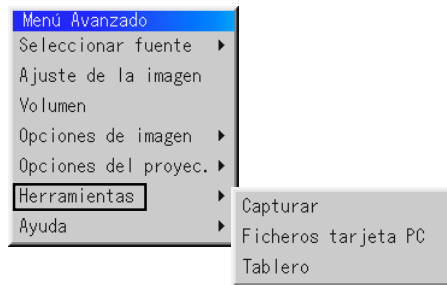 Menú Avanzado
Seleccionar fuente
Ajuste de la imagen
Volumen
Opciones de imagen
Opciones del proyec.
Herramientas
Ayuda
Capturar
Ficheros tarjeta PC
Tablero